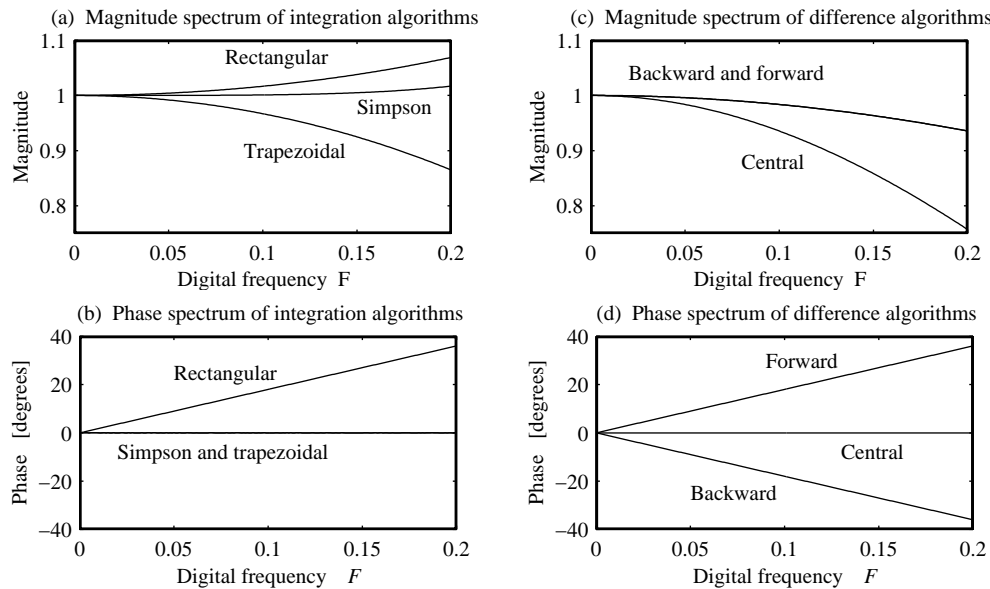 (a) Magnitude spectrum of integration algorithms
1.1
1
0.9
0.8
Magnitude
Rectangular
Simpson
Trapezoidal
0
0.05
0.1
0.15
0.2
Digital frequency F
(c) Magnitude spectrum of difference algorithms
1.1
1
0.9
0.8
Magnitude
Backward and forward
Central
0
0.05
0.1
0.15
0.2
Digital frequency F
(b) Phase spectrum of integration algorithms
40
20
0
−20
−40
Phase [degrees]
Rectangular
Simpson and trapezoidal
0
0.05
0.1
0.15
0.2
Digital frequency F
(d) Phase spectrum of difference algorithms
40
20
0
−20
−40
Phase [degrees]
Forward
Central
Backward
0
0.05
0.1
0.15
0.2
Digital frequency F